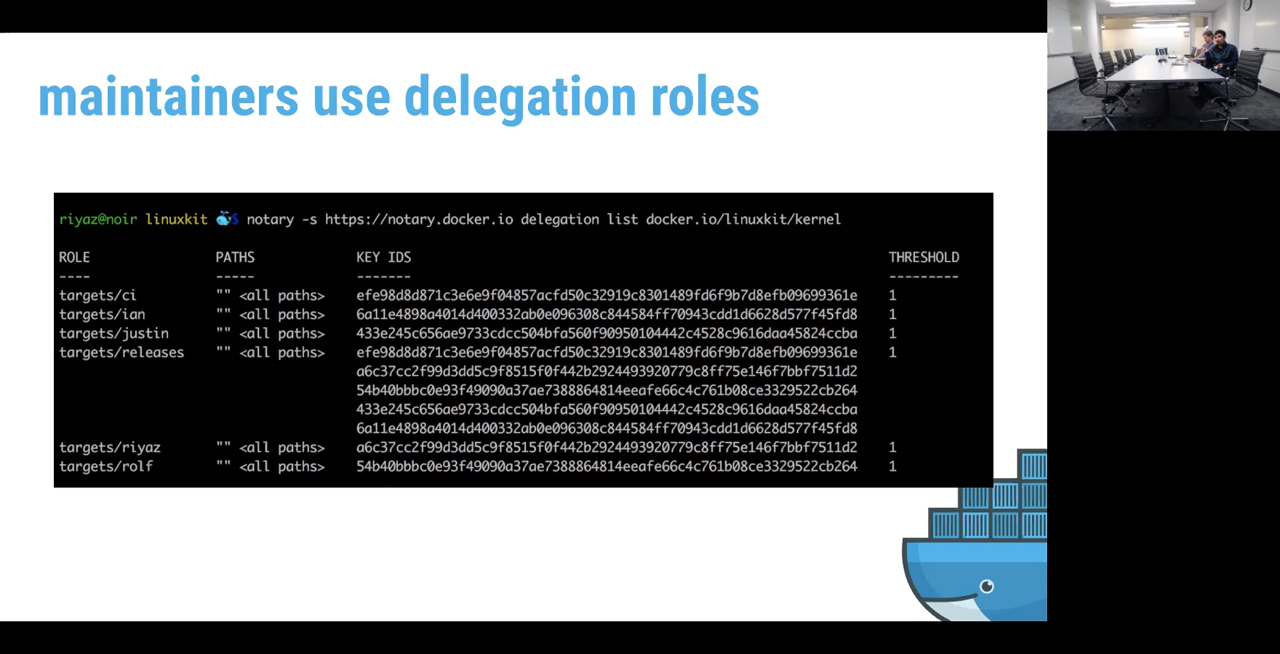 maintainers use delegation roles
riyaz@noir linuxkit 🐳$ notary -s https://notary.docker.io delegation list docker.io/linuxkit/kernel
ROLE PATHS KEY IDS THRESHOLD
---- ----- ------- ---------
targets/ci "" <all paths> efe98d8d871c3e6e9f04857acfd50c32919c8301489fd6f9b7d8efb09699361e 1
targets/ian "" <all paths> 6a11e4898a4014d400332ab0e096308c844584ff70943cdd1d6628d577f45fd8 1
targets/justin "" <all paths> 433e245c656ae9733cdcc504bfa560f90950104442c4528c9616daa45824ccba 1
targets/releases "" <all paths> efe98d8d871c3e6e9f04857acfd50c32919c8301489fd6f9b7d8efb09699361e 1
a6c37cc2f99d3dd5c9f8515f0f442b2924493920779c8ff75e146f7bbf7511d2
54b40bbbc0e93f49090a37ae7388864814eeafe66c4c761b08ce3329522cb264
433e245c656ae9733cdcc504bfa560f90950104442c4528c9616daa45824ccba
6a11e4898a4014d400332ab0e096308c844584ff70943cdd1d6628d577f45fd8
targets/riyaz "" <all paths> a6c37cc2f99d3dd5c9f8515f0f442b2924493920779c8ff75e146f7bbf7511d2 1
targets/rolf "" <all paths> 54b40bbbc0e93f49090a37ae7388864814eeafe66c4c761b08ce3329522cb264 1